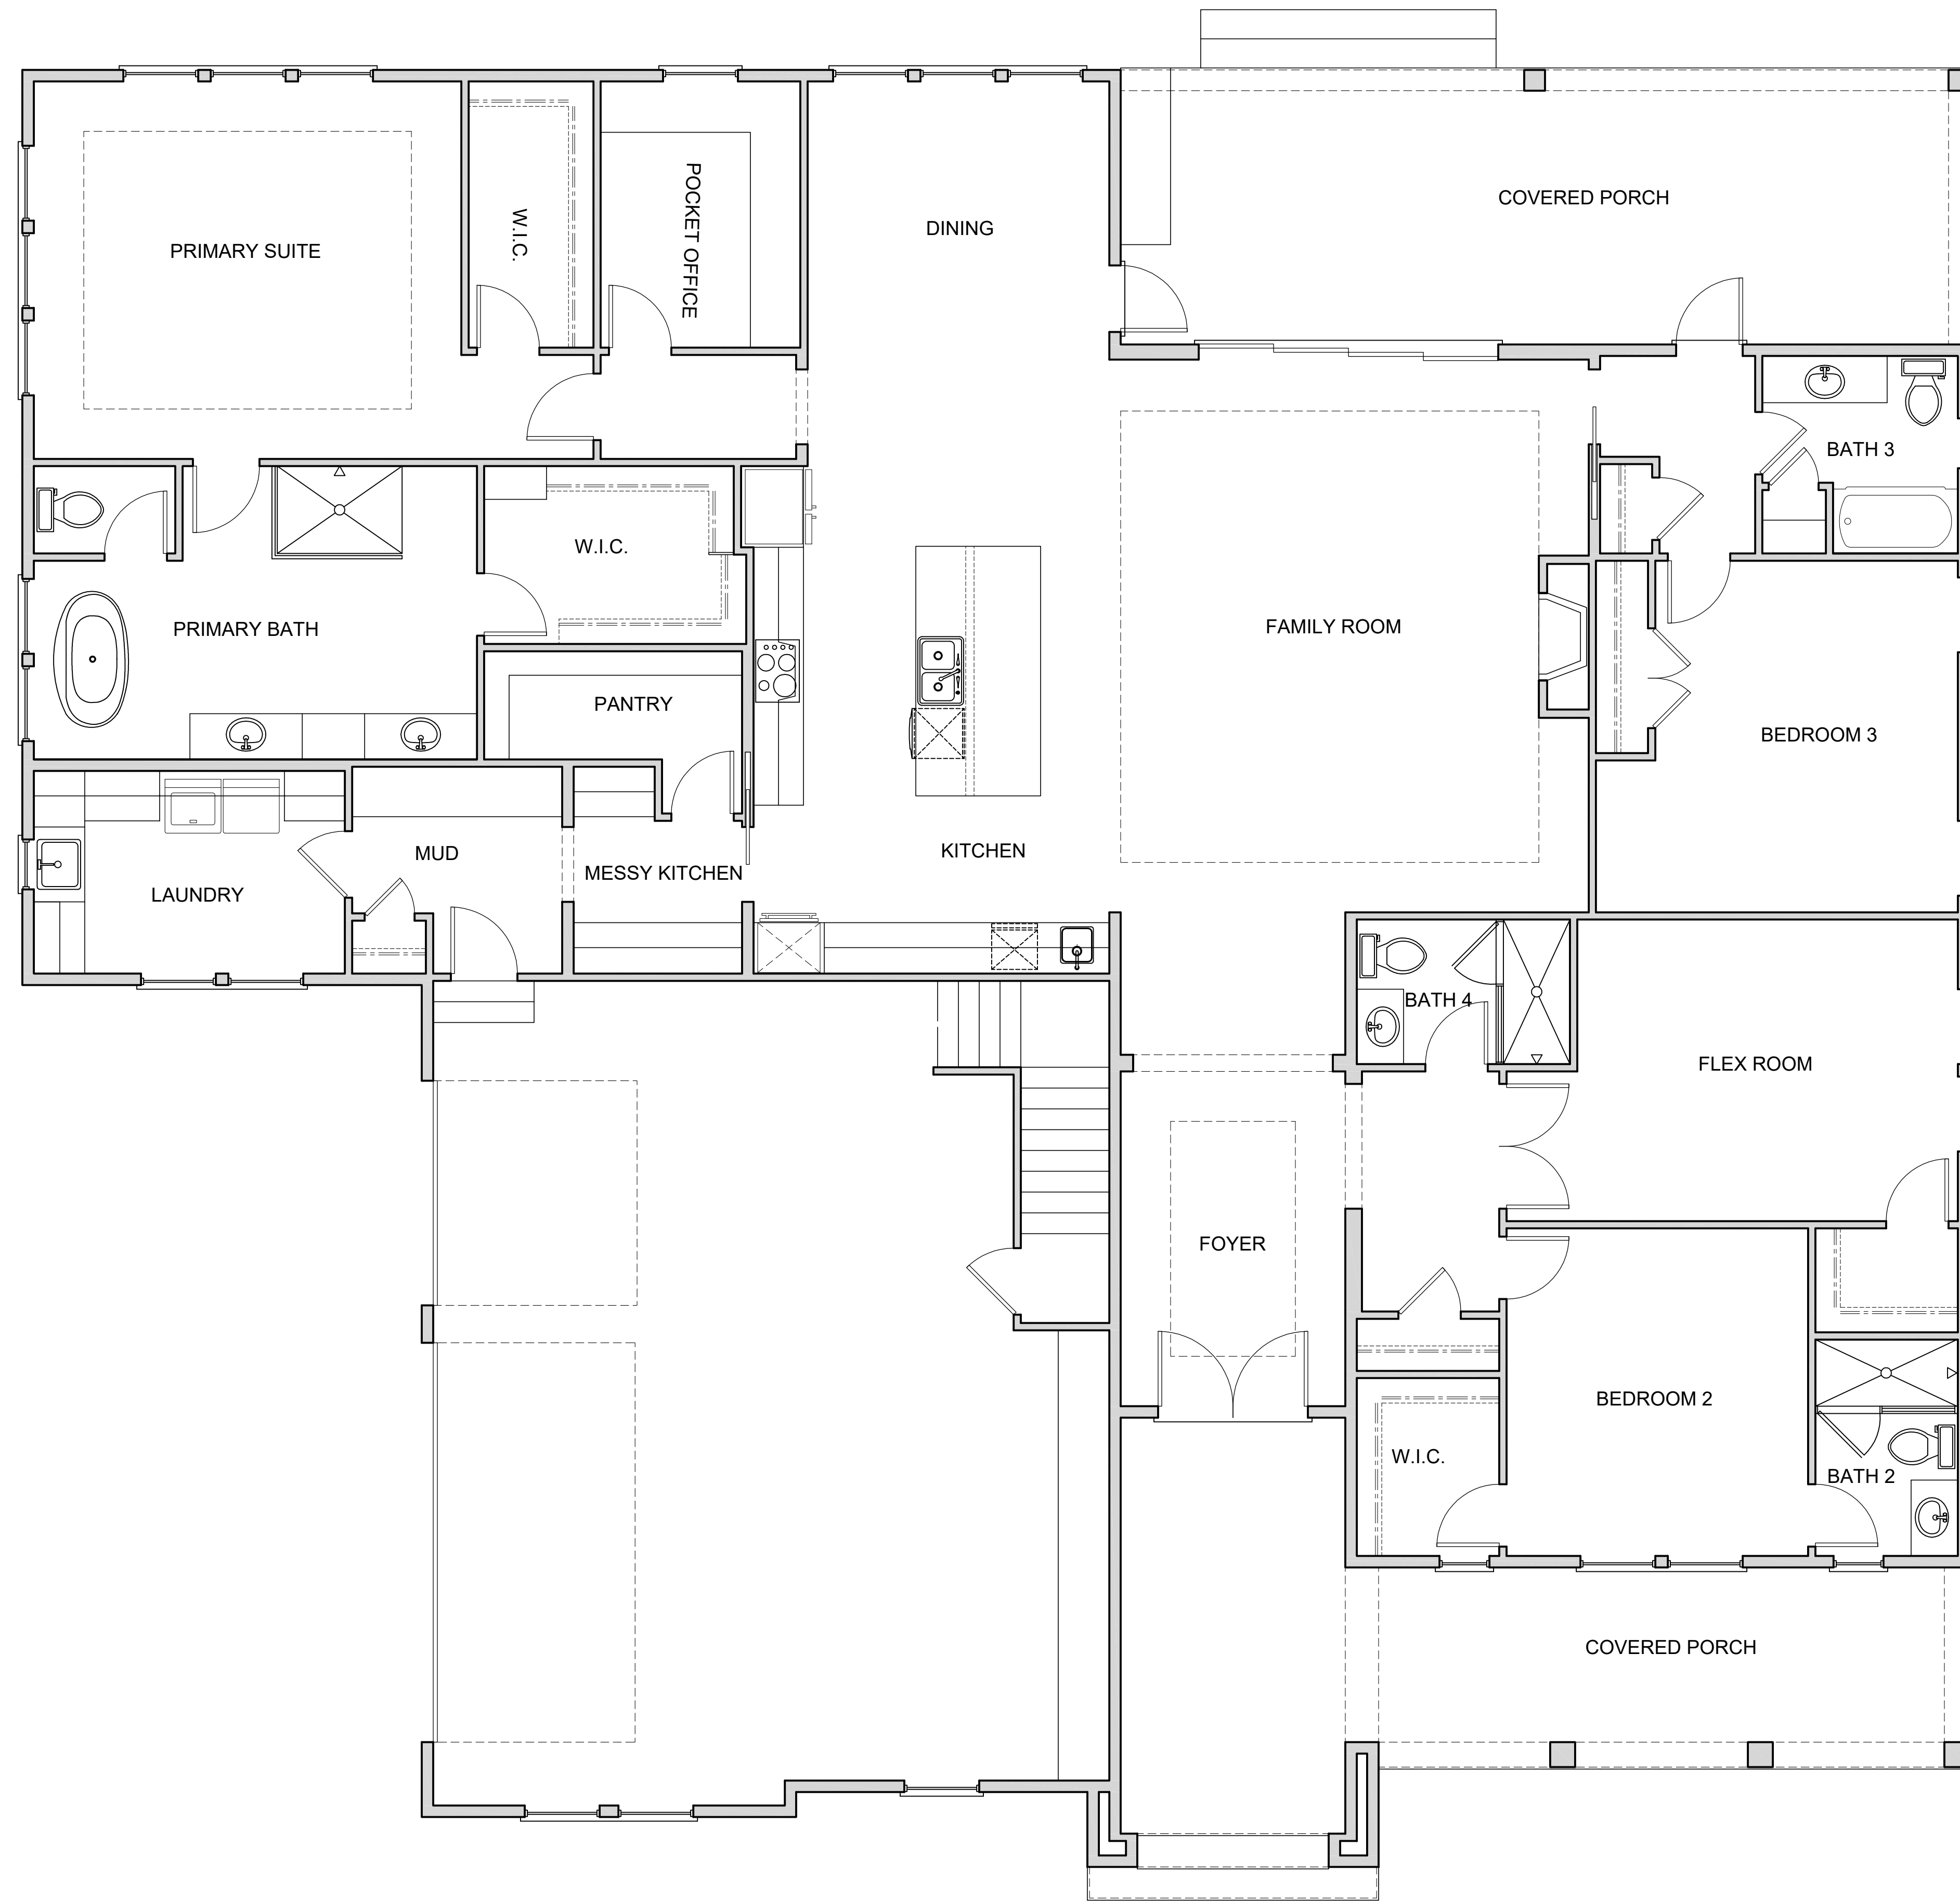 COVERED PORCH
POCKET OFFICE
W.I.C.
DINING
PRIMARY SUITE
BATH 3
W.I.C.
PRIMARY BATH
FAMILY ROOM
PANTRY
BEDROOM 3
MUD
KITCHEN
MESSY KITCHEN
LAUNDRY
BATH 4
FLEX ROOM
FOYER
BEDROOM 2
W.I.C.
BATH 2
COVERED PORCH